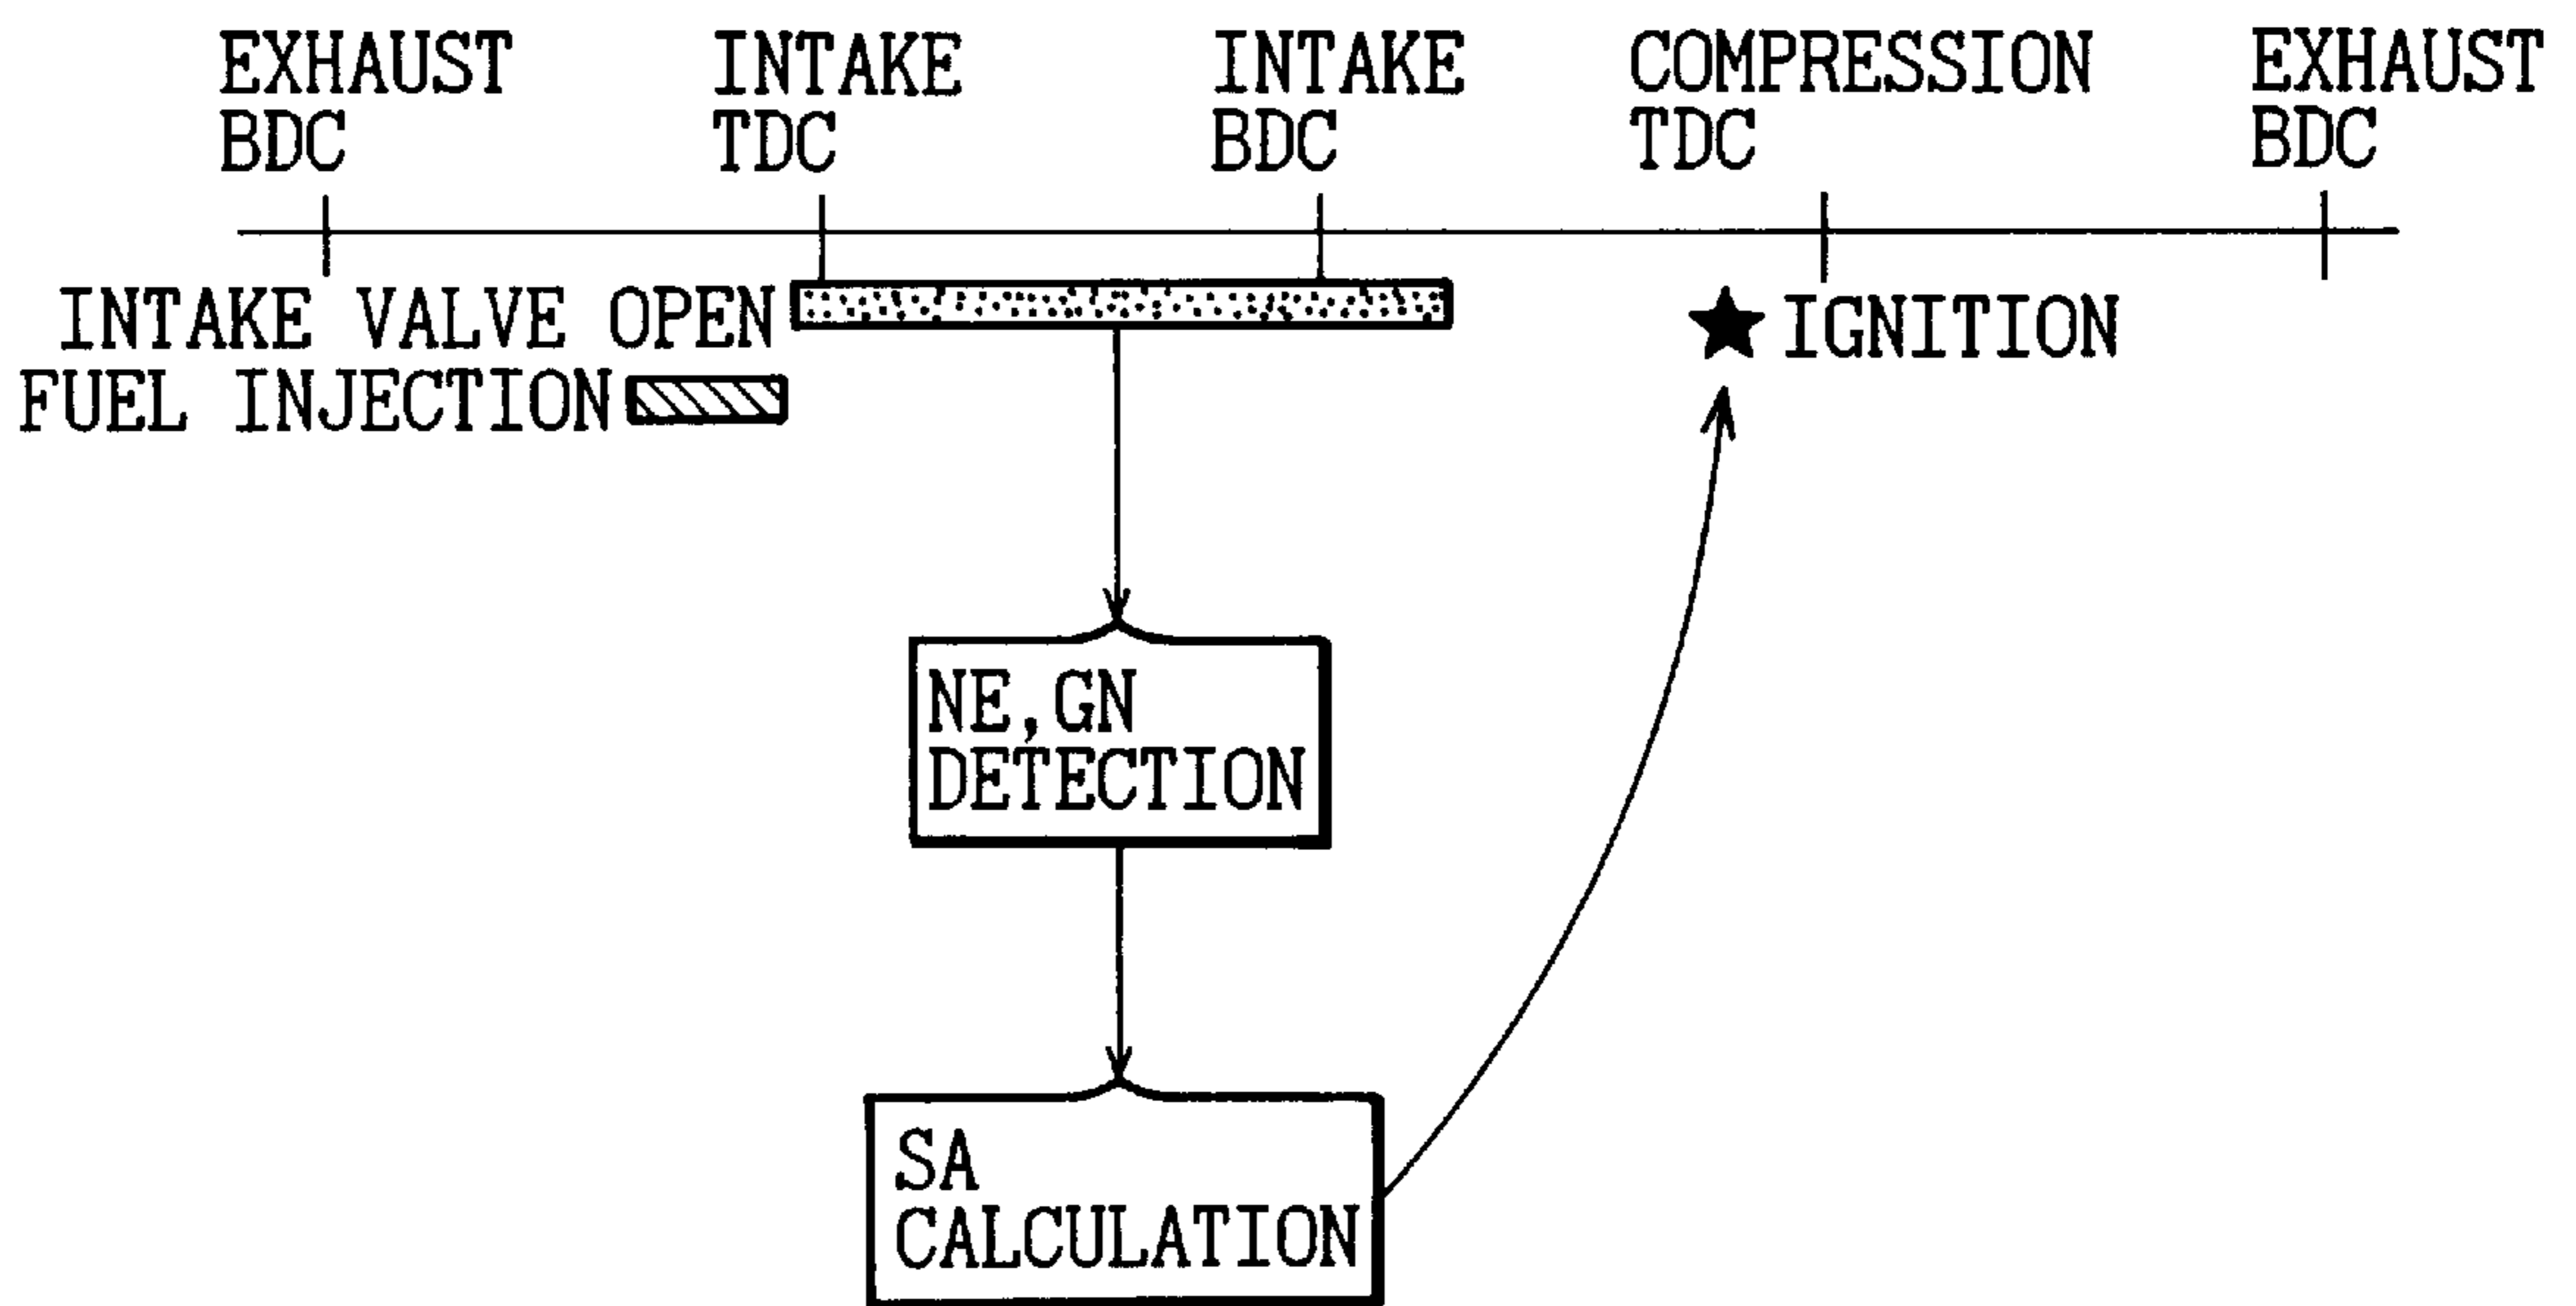 EXHAUST
BDC
INTAKE
TDC
INTAKE
BDC
COMPRESSION
TDC
EXHAUST
BDC
INTAKE VALVE OPEN
IGNITION
FUEL INJECTION
NE,GN
DETECTION
SA
CALCULATION